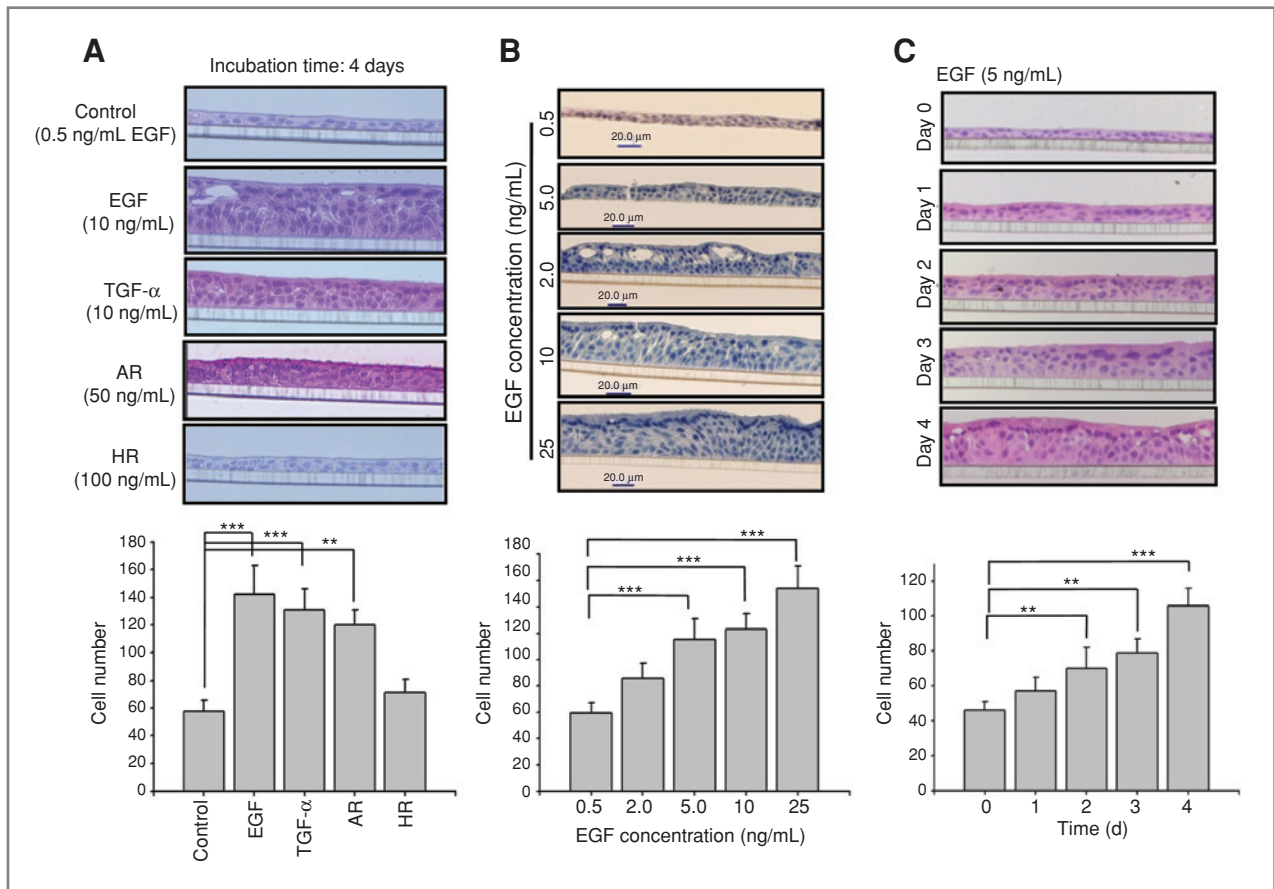 A
Incubation time: 4 days
Control
(0.5 ng/mL EGF)
EGF
(10 ng/mL)
TGF-α
(10 ng/mL)
AR
(50 ng/mL)
HR
(100 ng/mL)
Cell number
180
160
140
120
100
80
60
40
20
0
***
***
**
Control
EGF
TGF-α
AR
HR
B
EGF concentration (ng/mL)
0.5
20.0 μm
5.0
20.0 μm
2.0
20.0 μm
10
20.0 μm
25
20.0 μm
Cell number
180
160
140
120
100
80
60
40
20
0
***
***
***
0.5
2.0
5.0
10
25
EGF concentration (ng/mL)
C
EGF (5 ng/mL)
Day 0
Day 1
Day 2
Day 3
Day 4
Cell number
120
100
80
60
40
20
0
***
**
**
0
1
2
3
4
Time (d)